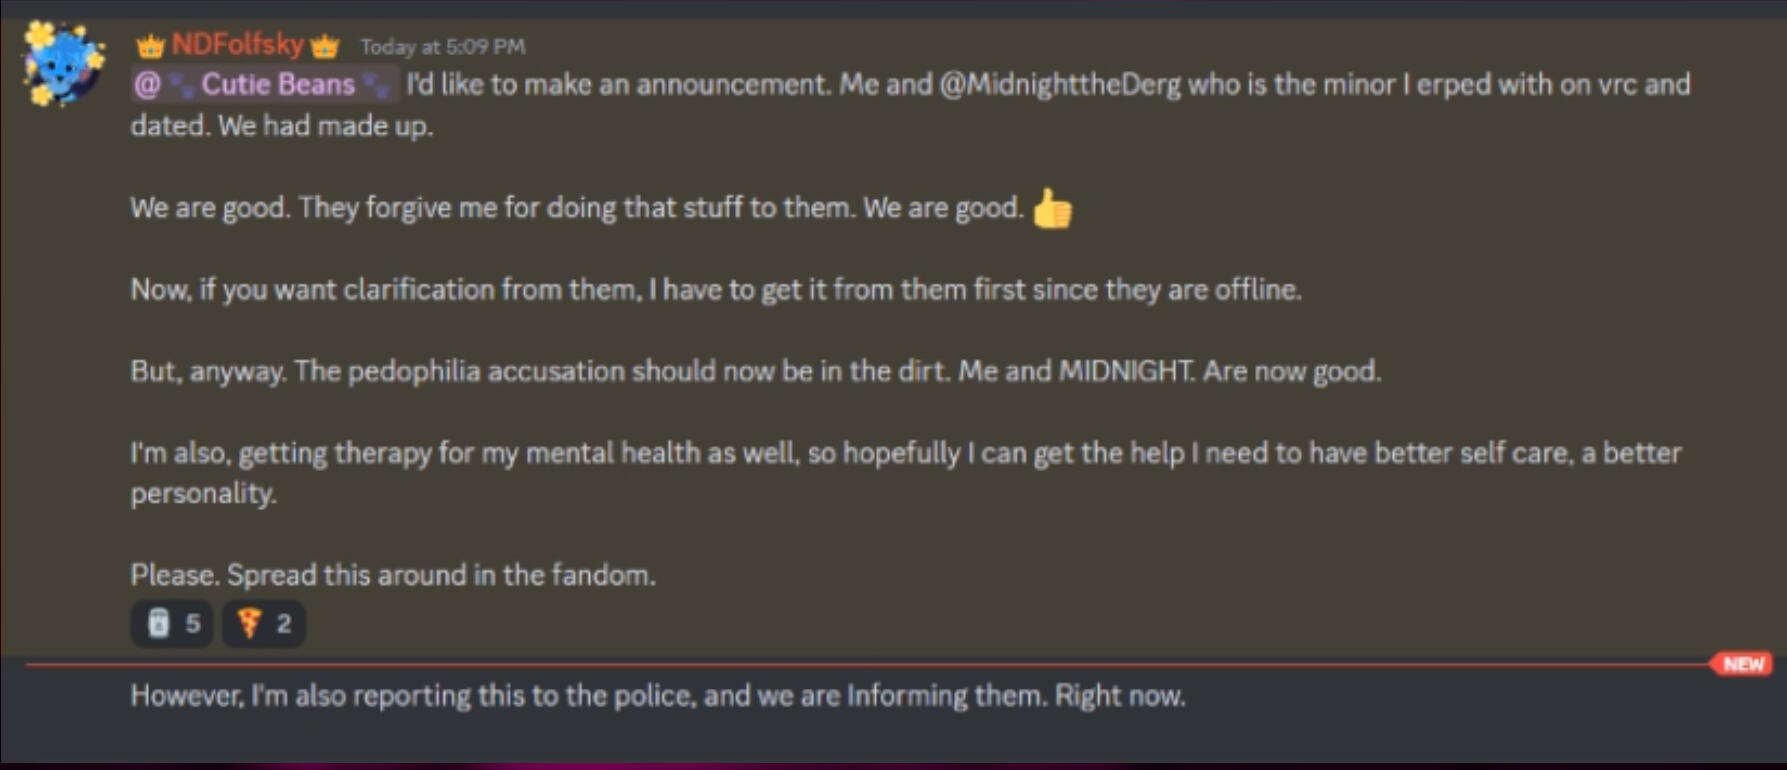 NDFolfsky Today at 5:09 PM
@ Cutie Beans I'd like to make an announcement. Me and @MidnighttheDerg who is the minor I erped with on vrc and
dated. We had made up.
We are good. They forgive me for doing that stuff to them. We are good.
Now, if you want clarification from them, I have to get it from them first since they are offline.
But, anyway. The pedophilia accusation should now be in the dirt. Me and MIDNIGHT. Are now good.
I'm also, getting therapy for my mental health as well, so hopefully I can get the help I need to have better self care, a better
personality.
Please. Spread this around in the fandom.
5 2
NEW
However, I'm also reporting this to the police, and we are Informing them. Right now.